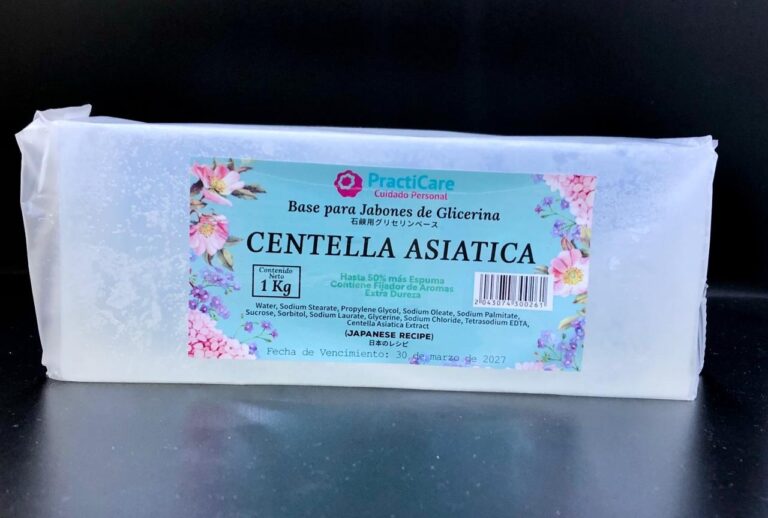 PractiCare
Cuidado Personal
Base para Jabones de Glicerina
石鹸用グリセリンベース
CENTELLA ASIATICA
Contenido
Neto
1 Kg
Hasta 50% más Espuma
Contiene Fijador de Aromas
Extra Dureza
2043074300261
Water, Sodium Stearate, Propylene Glycol, Sodium Oleate, Sodium Palmitate,
Sucrose, Sorbitol, Sodium Laurate, Glycerine, Sodium Chloride, Tetrasodium EDTA,
Centella Asiatica Extract
(JAPANESE RECIPE)
日本のレシピ
Fecha de Vencimiento: 30 de marzo de 2027